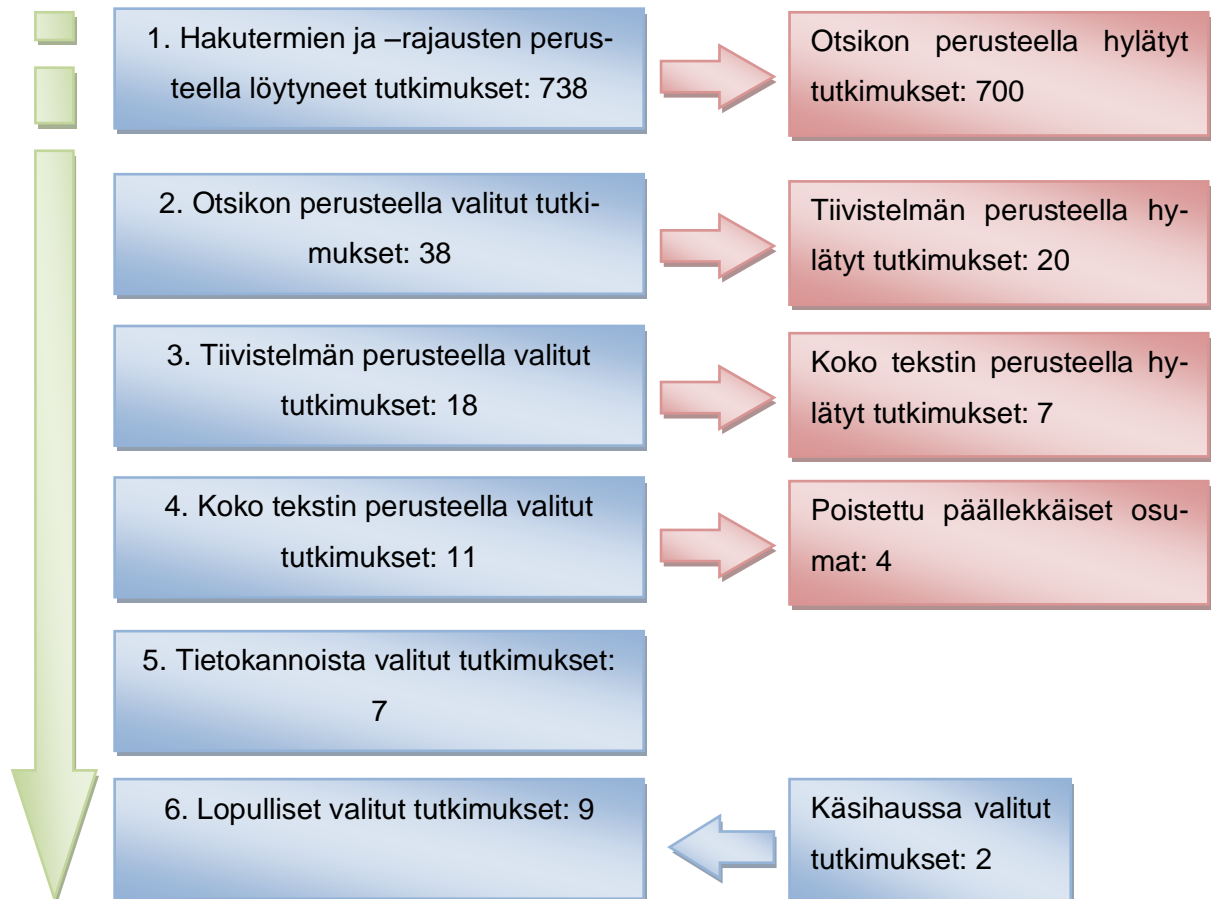 1. Hakutermien ja –rajausten perus-
teella löytyneet tutkimukset: 738
Otsikon perusteella hylätyt
tutkimukset: 700
2. Otsikon perusteella valitut tutki-
mukset: 38
Tiivistelmän perusteella hy-
lätyt tutkimukset: 20
3. Tiivistelmän perusteella valitut
tutkimukset: 18
Koko tekstin perusteella hy-
lätyt tutkimukset: 7
4. Koko tekstin perusteella valitut
tutkimukset: 11
Poistettu päällekkäiset osu-
mat: 4
5. Tietokannoista valitut tutkimukset:
7
6. Lopulliset valitut tutkimukset: 9
Käsihaussa valitut
tutkimukset: 2